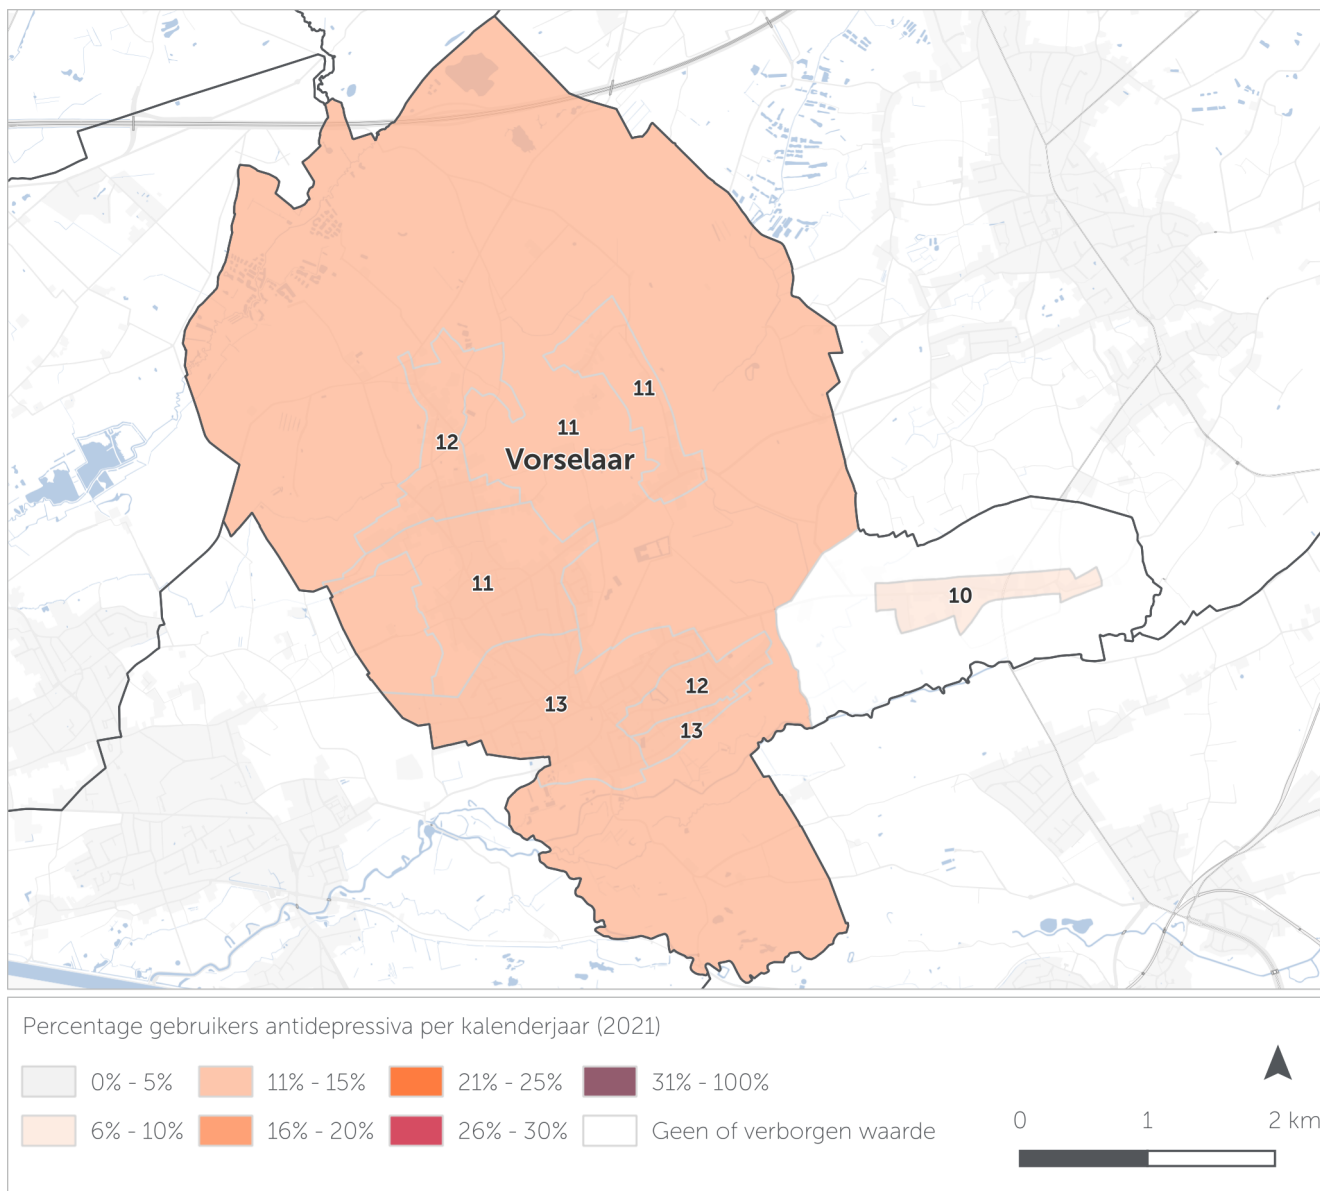 11
11
12
Vorselaar
11
10
12
13
13
Percentage gebruikers antidepressiva per kalenderjaar (2021)
0% - 5%
11% - 15%
21% - 25%
31% - 100%
6% - 10%
16% - 20%
26% - 30%
Geen of verborgen waarde
0 1 2 km